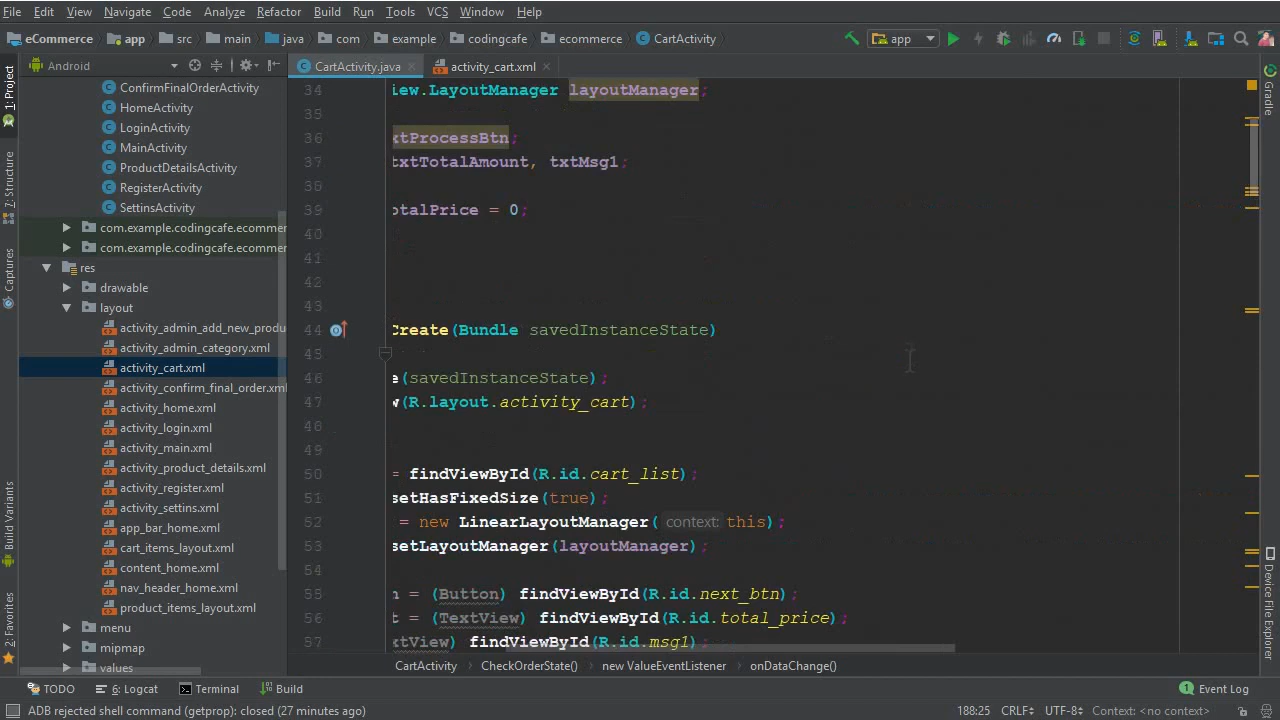 File Edit View Navigate Code Analyze Refactor Build Run Tools VCS Window Help
eCommerce app src main java com example codingcafe ecommerce CartActivity app
Android
CartActivity.java activity_cart.xml
1: Project
7: Structure
Captures
Build Variants
2: Favorites
ConfirmFinalOrderActivity
HomeActivity
LoginActivity
MainActivity
ProductDetailsActivity
RegisterActivity
SettinsActivity
com.example.codingcafe.ecommer
com.example.codingcafe.ecommer
res
drawable
layout
activity_admin_add_new_produ
activity_admin_category.xml
activity_cart.xml
activity_confirm_final_order.xml
activity_home.xml
activity_login.xml
activity_main.xml
activity_product_details.xml
activity_register.xml
activity_settins.xml
app_bar_home.xml
cart_items_layout.xml
content_home.xml
nav_header_home.xml
product_items_layout.xml
menu
mipmap
values
34 iew.LayoutManager layoutManager;
35
36 xtProcessBtn;
37 txtTotalAmount, txtMsg1;
38
39 otalPrice = 0;
40
41
42
43
44 Create(Bundle savedInstanceState)
45
46 e(savedInstanceState);
47 w(R.layout.activity_cart);
48
49
50 = findViewById(R.id.cart_list);
51 setHasFixedSize(true);
52 = new LinearLayoutManager( context: this);
53 setLayoutManager(layoutManager);
54
55 n = (Button) findViewById(R.id.next_btn);
56 t = (TextView) findViewById(R.id.total_price);
57 xtView) findViewById(R.id.msg1);
Gradle
Device File Explorer
CartActivity CheckOrderState() new ValueEventListener onDataChange()
TODO 6: Logcat Terminal Build 1 Event Log
ADB rejected shell command (getprop): closed (27 minutes ago) 188:25 CRLF UTF-8 Context: <no context>